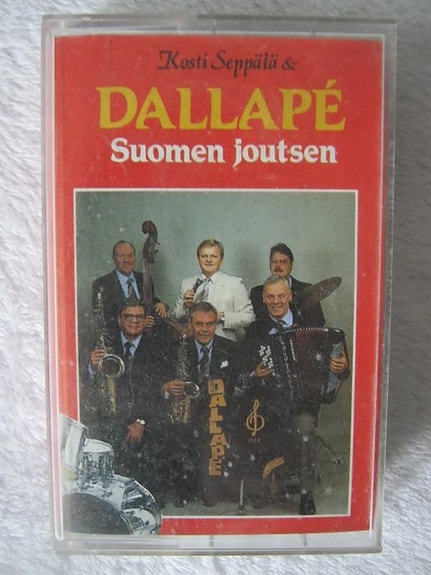 Kosti Seppälä &
DALLAPÉ
Suomen joutsen
DALLAPÉ